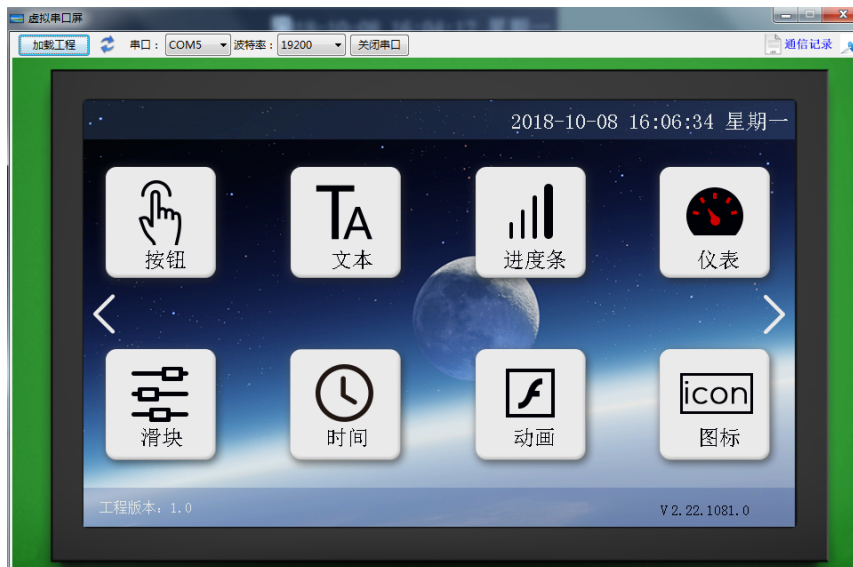 虚拟串口屏
加载工程 串口： COM5 波特率： 19200 关闭串口 通信记录
2018-10-08 16:06:34 星期一
TA
按钮 文本 进度条 仪表
icon
滑块 时间 动画 图标
工程版本：1.0 V2.22.1081.0